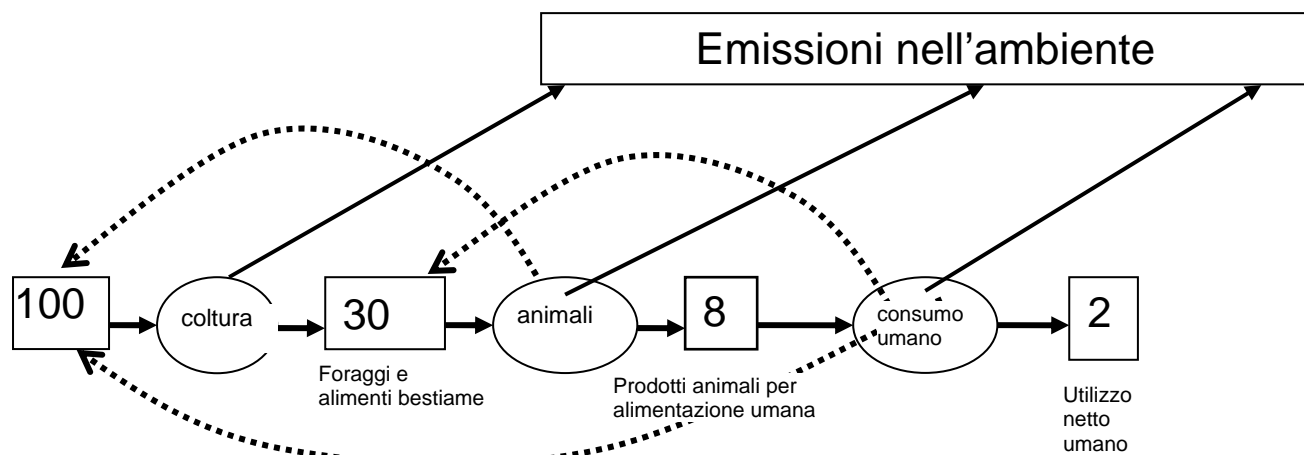 Emissioni nell’ambiente
100
coltura
30
animali
8
consumo
umano
2
Foraggi e
alimenti bestiame
Prodotti animali per
alimentazione umana
Utilizzo
netto
umano